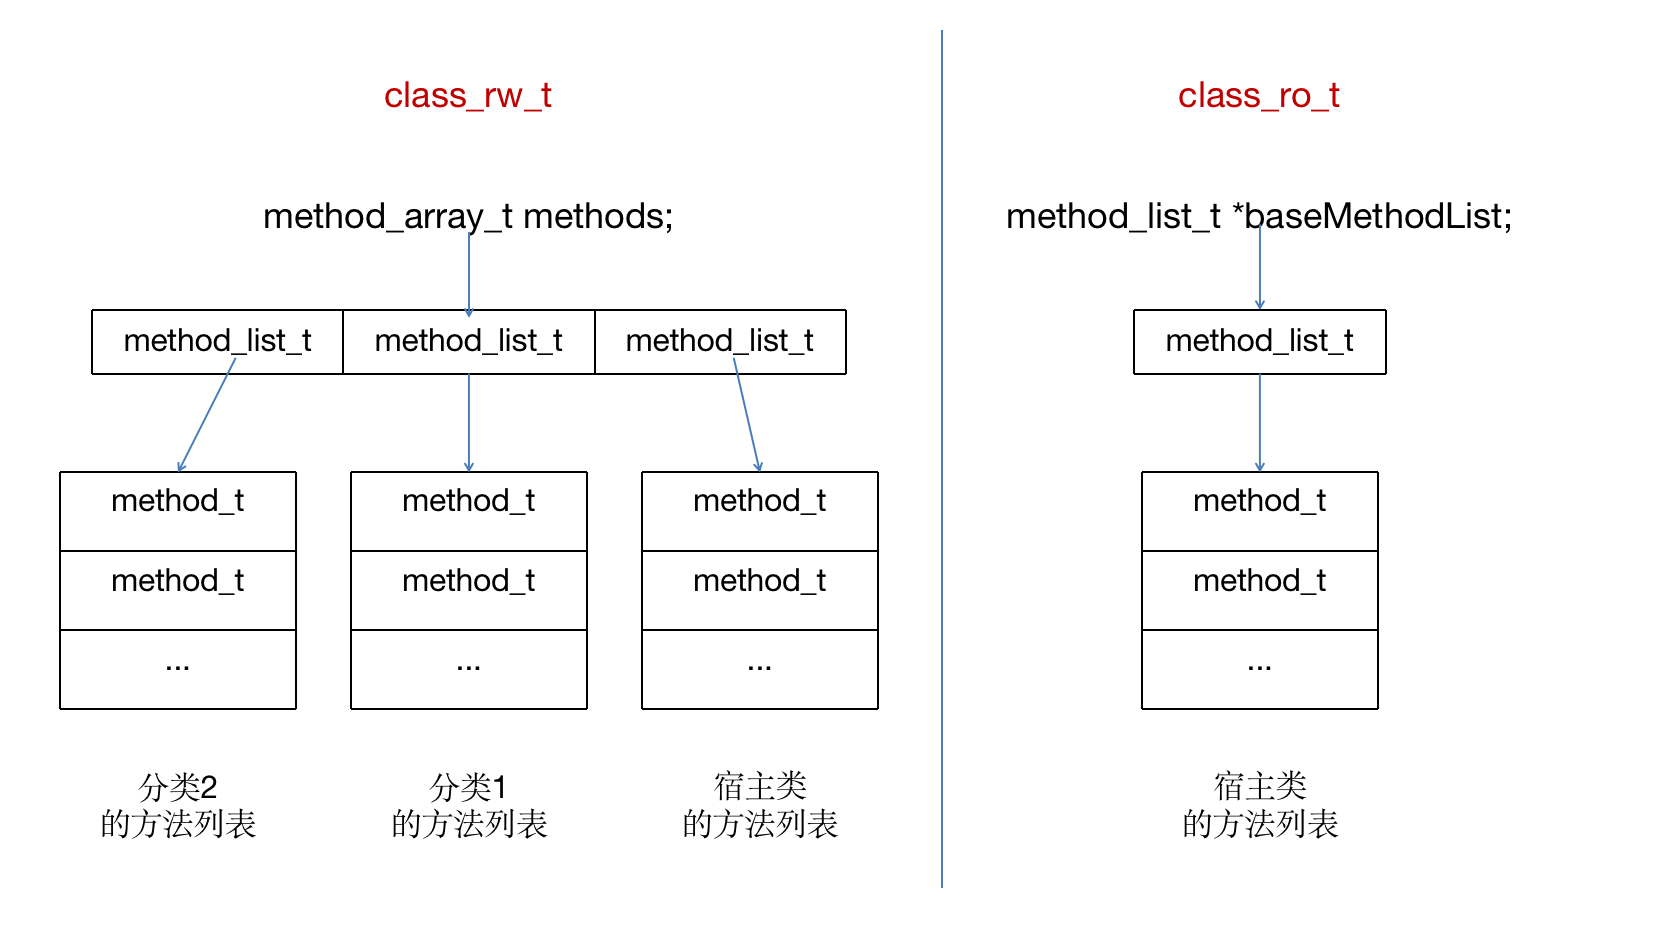 class_rw_t
method_array_t methods;
method_list_t
method_list_t
method_list_t
method_t
method_t
...
method_t
method_t
...
method_t
method_t
...
分类2
的方法列表
分类1
的方法列表
宿主类
的方法列表
class_ro_t
method_list_t *baseMethodList;
method_list_t
method_t
method_t
...
宿主类
的方法列表